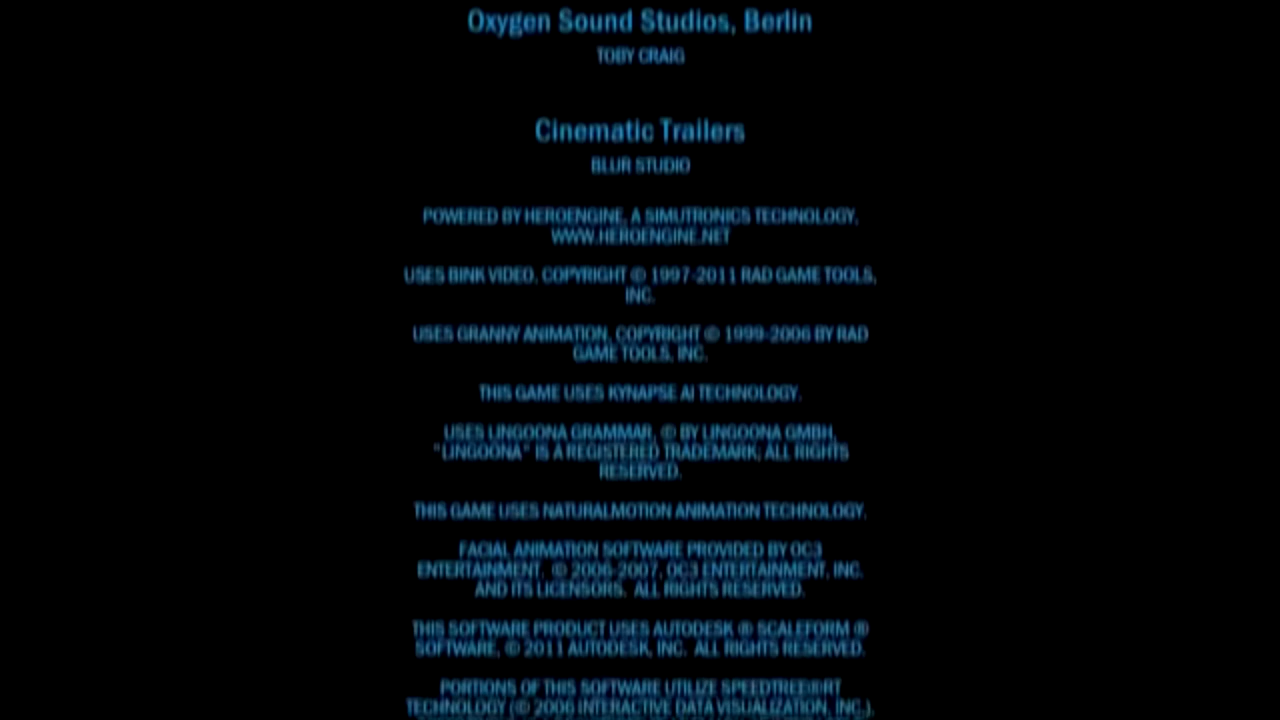 Oxygen Sound Studios, Berlin
TOBY CRAIG
Cinematic Trailers
BLUR STUDIO
POWERED BY HEROENGINE, A SIMUTRONICS TECHNOLOGY,
WWW.HEROENGINE.NET
USES BINK VIDEO. COPYRIGHT © 1997-2011 RAD GAME TOOLS,
INC.
USES GRANNY ANIMATION, COPYRIGHT © 1999-2006 BY RAD
GAME TOOLS, INC.
THIS GAME USES KYNAPSE AI TECHNOLOGY.
USES LINGOONA GRAMMAR, © BY LINGOONA GMBH,
"LINGOONA" IS A REGISTERED TRADEMARK, ALL RIGHTS
RESERVED.
THIS GAME USES NATURALMOTION ANIMATION TECHNOLOGY.
FACIAL ANIMATION SOFTWARE PROVIDED BY OC3
ENTERTAINMENT. © 2006-2007, OC3 ENTERTAINMENT, INC.
AND ITS LICENSORS. ALL RIGHTS RESERVED.
THIS SOFTWARE PRODUCT USES AUTODESK ® SCALEFORM ®
SOFTWARE, © 2011 AUTODESK, INC. ALL RIGHTS RESERVED.
PORTIONS OF THIS SOFTWARE UTILIZE SPEEDTREE®RT
TECHNOLOGY (© 2006 INTERACTIVE DATA VISUALIZATION, INC.).